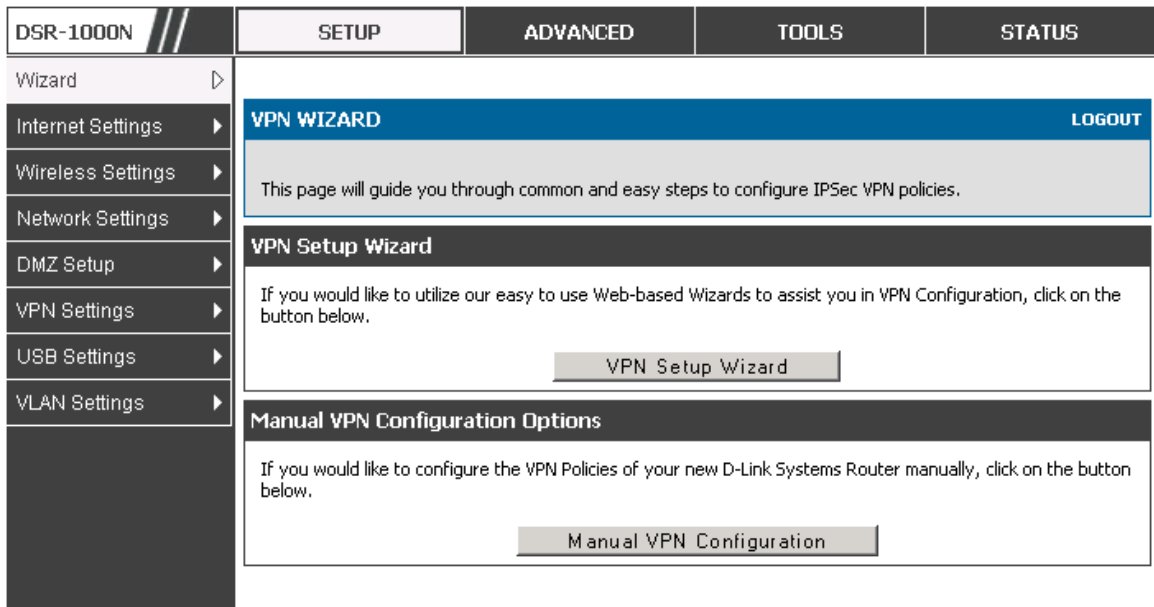 DSR-1000N
SETUP
ADVANCED
TOOLS
STATUS
Wizard
Internet Settings
Wireless Settings
Network Settings
DMZ Setup
VPN Settings
USB Settings
VLAN Settings
VPN WIZARD
LOGOUT
This page will guide you through common and easy steps to configure IPSec VPN policies.
VPN Setup Wizard
If you would like to utilize our easy to use Web-based Wizards to assist you in VPN Configuration, click on the
button below.
VPN Setup Wizard
Manual VPN Configuration Options
If you would like to configure the VPN Policies of your new D-Link Systems Router manually, click on the button
below.
Manual VPN Configuration